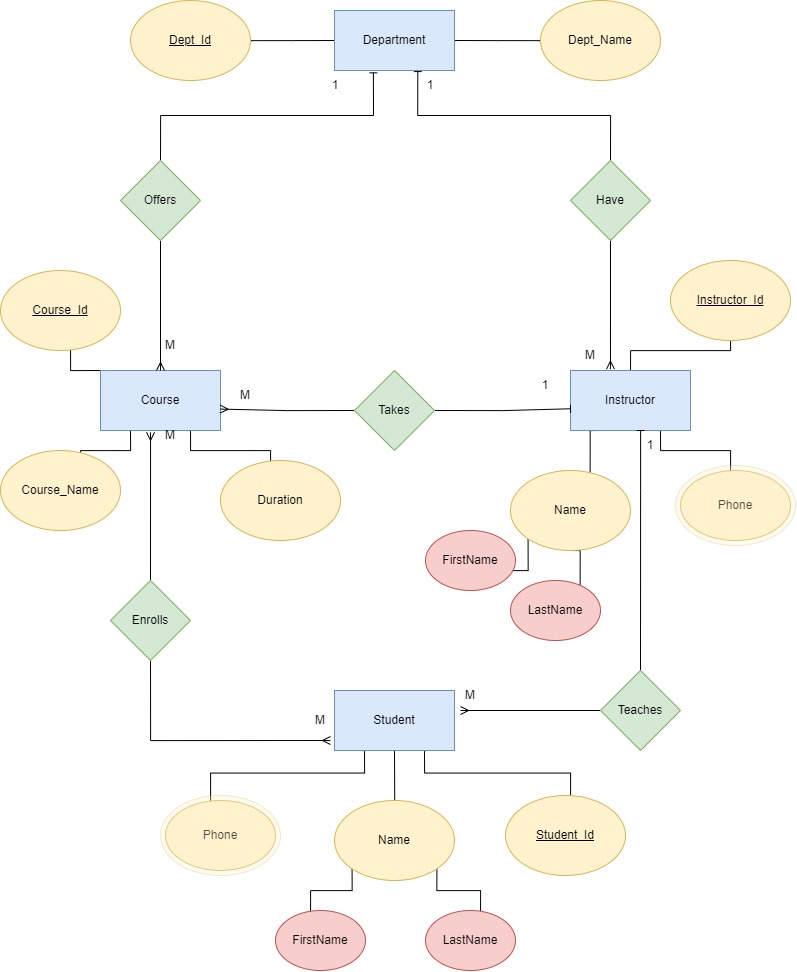 Dept_Id
Department
Dept_Name
1
1
Offers
Have
Course_Id
Instructor_Id
M
M
Course
M
Takes
1
Instructor
M
1
Course_Name
Duration
Name
Phone
FirstName
LastName
Enrolls
M
Student
M
Teaches
Phone
Name
Student_Id
FirstName
LastName